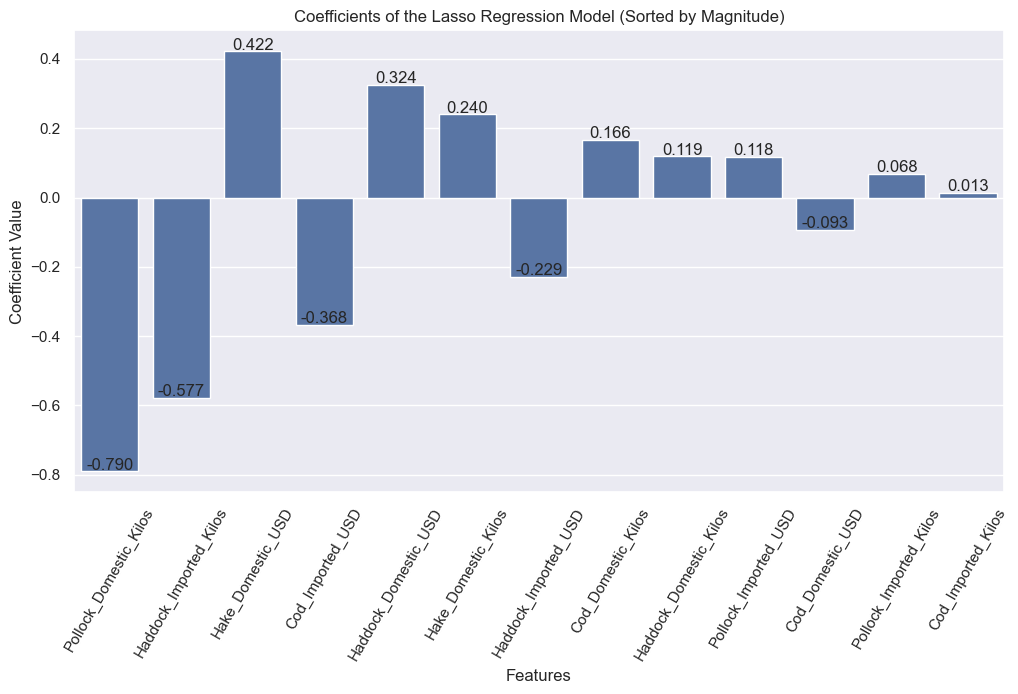 Coefficients of the Lasso Regression Model (Sorted by Magnitude)
Coefficient Value
0.4
0.2
0.0
−0.2
−0.4
−0.6
−0.8
-0.790
-0.577
0.422
-0.368
0.324
0.240
-0.229
0.166
0.119
0.118
-0.093
0.068
0.013
Pollock_Domestic_Kilos
Haddock_Imported_Kilos
Hake_Domestic_USD
Cod_Imported_USD
Haddock_Domestic_USD
Hake_Domestic_Kilos
Haddock_Imported_USD
Cod_Domestic_Kilos
Haddock_Domestic_Kilos
Pollock_Imported_USD
Cod_Domestic_USD
Pollock_Imported_Kilos
Cod_Imported_Kilos
Features